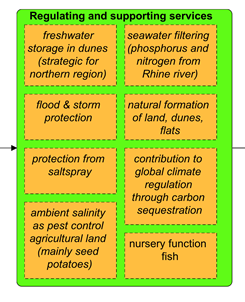 Regulating and supporting services
freshwater
storage in dunes
(strategic for
northern region)
seawater filtering
(phosphorus and
nitrogen from
Rhine river)
flood & storm
protection
natural formation
of land, dunes,
flats
protection from
saltspray
contribution to
global climate
regulation
through carbon
sequestration
ambient salinity
as pest control
agricultural land
(mainly seed
potatoes)
nursery function
fish